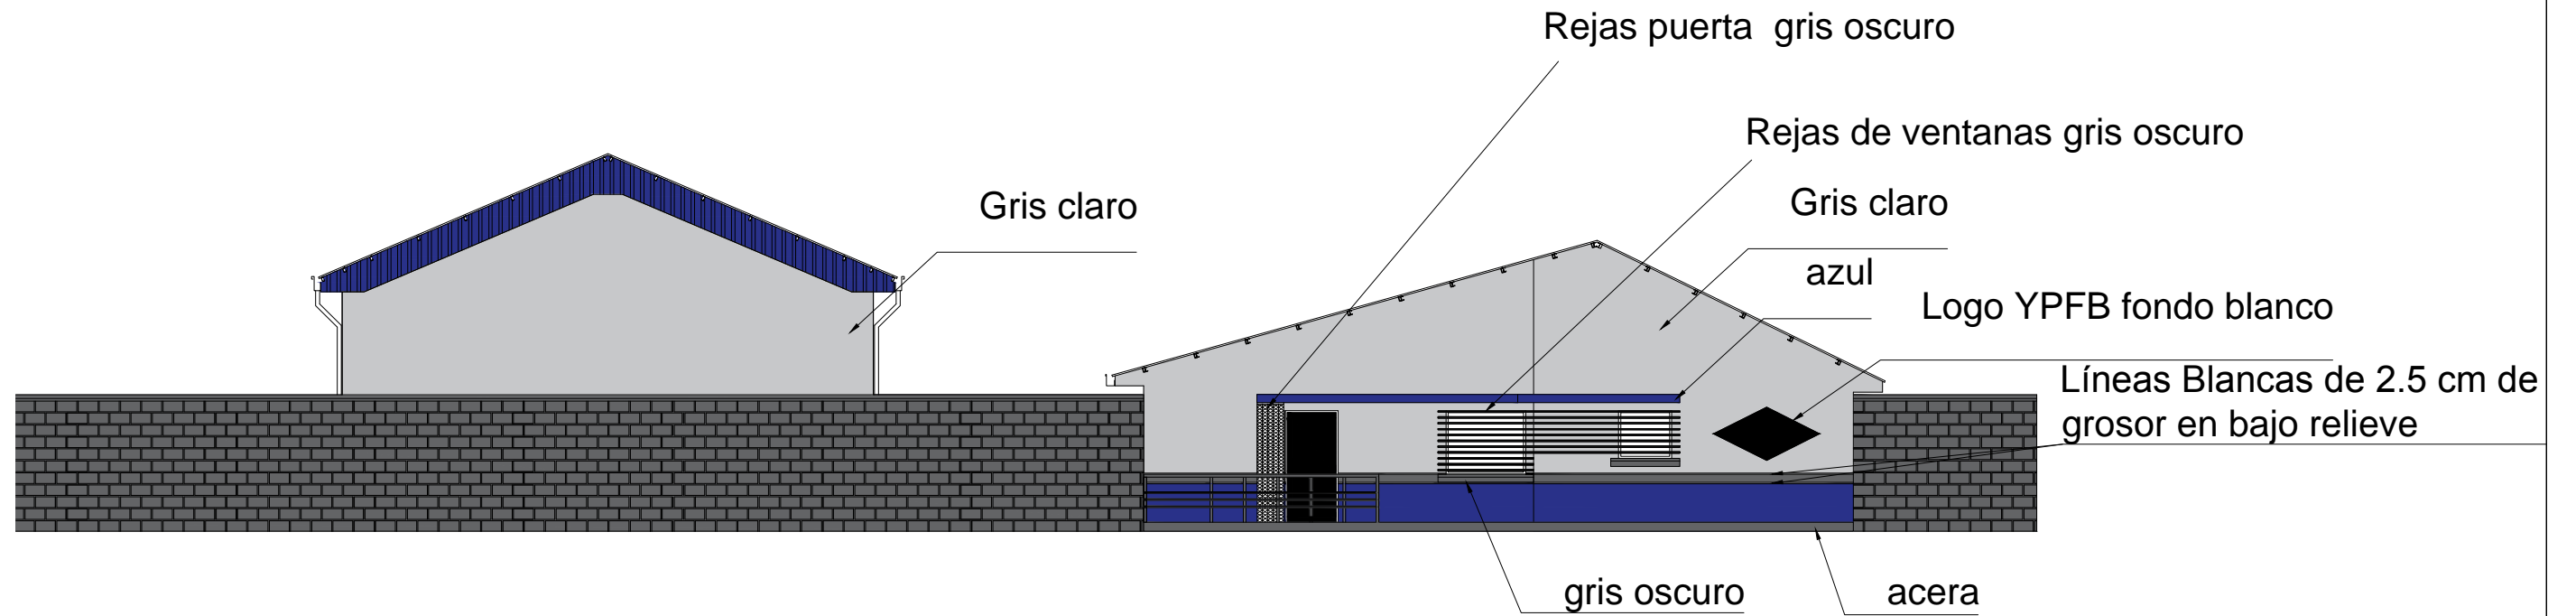 Rejas puerta gris oscuro
Rejas de ventanas gris oscuro
Gris claro
Gris claro
azul
Logo YPFB fondo blanco
Líneas Blancas de 2.5 cm de
grosor en bajo relieve
gris oscuro
acera